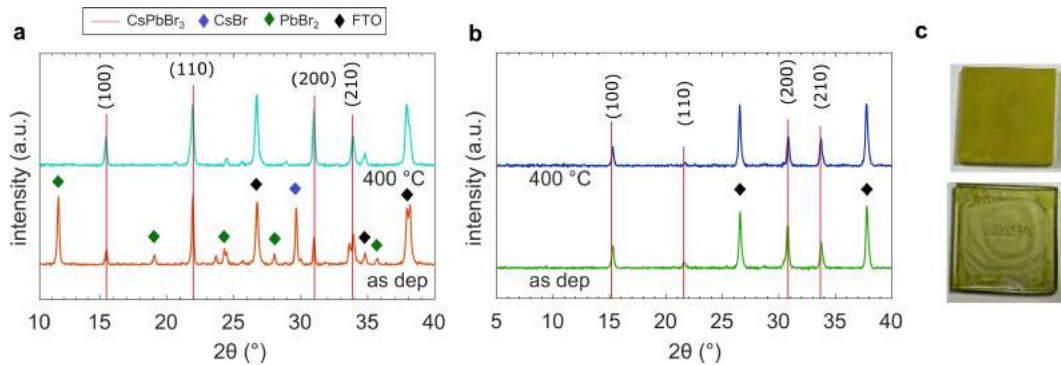 CsPbBr₃ CsBr PbBr₂ FTO
a
intensity (a.u.)
(100)
(110)
(200)
(210)
400 °C
as dep
10 15 20 25 30 35 40
2θ (°)
b
intensity (a.u.)
(100)
(110)
(200)
(210)
400 °C
as dep
5 10 15 20 25 30 35 40
2θ (°)
c